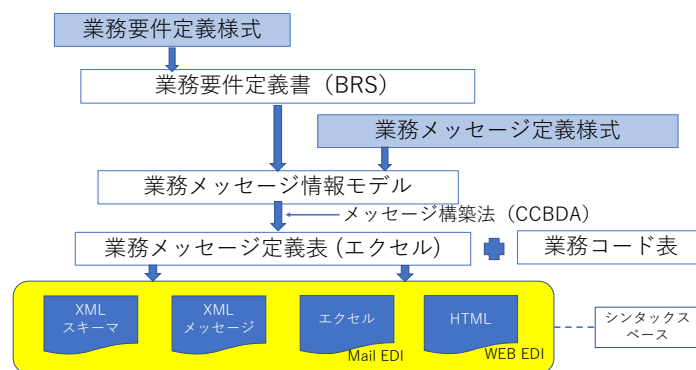 業務要件定義様式
業務要件定義書（BRS）
業務メッセージ定義様式
業務メッセージ情報モデル
メッセージ構築法（CCBDA）
業務メッセージ定義表 (エクセル)
業務コード表
XML
スキーマ
XML
メッセージ
エクセル
HTML
Mail EDI
WEB EDI
シンタックス
ベース